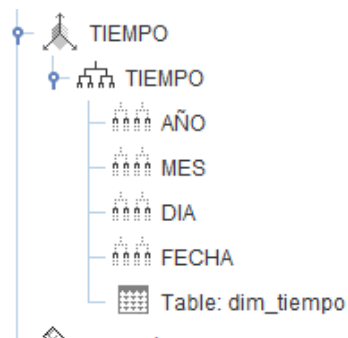 TIEMPO
TIEMPO
AÑO
MES
DIA
FECHA
Table: dim_tiempo